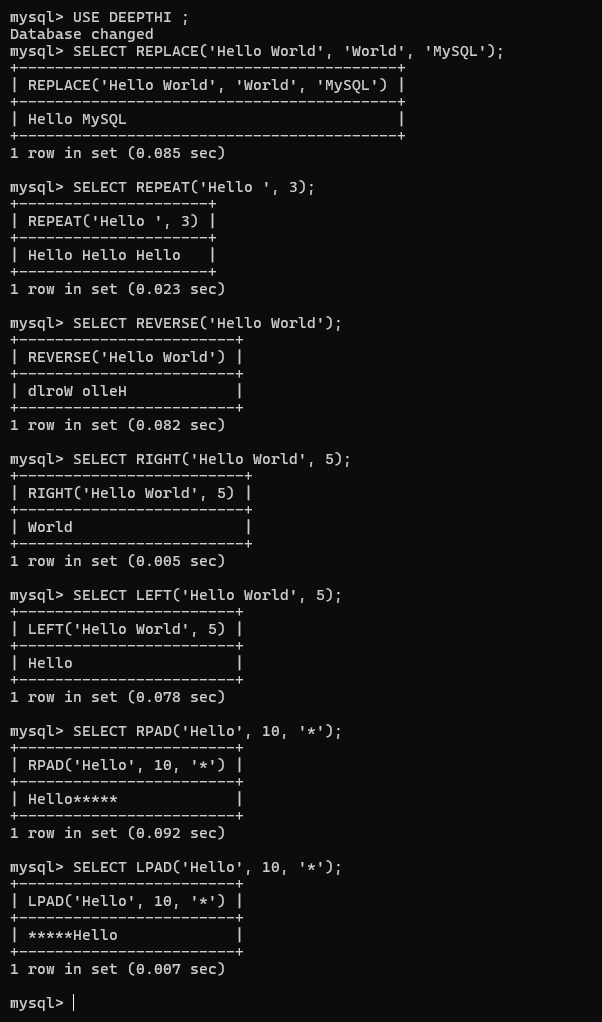 mysql> USE DEEPTHI ;
Database changed
mysql> SELECT REPLACE('Hello World', 'World', 'MySQL');
+------------------------------------------+
| REPLACE('Hello World', 'World', 'MySQL') |
+------------------------------------------+
| Hello MySQL                              |
+------------------------------------------+
1 row in set (0.085 sec)

mysql> SELECT REPEAT('Hello ', 3);
+---------------------+
| REPEAT('Hello ', 3) |
+---------------------+
| Hello Hello Hello   |
+---------------------+
1 row in set (0.023 sec)

mysql> SELECT REVERSE('Hello World');
+------------------------+
| REVERSE('Hello World') |
+------------------------+
| dlroW olleH            |
+------------------------+
1 row in set (0.082 sec)

mysql> SELECT RIGHT('Hello World', 5);
+-------------------------+
| RIGHT('Hello World', 5) |
+-------------------------+
| World                   |
+-------------------------+
1 row in set (0.005 sec)

mysql> SELECT LEFT('Hello World', 5);
+------------------------+
| LEFT('Hello World', 5) |
+------------------------+
| Hello                  |
+------------------------+
1 row in set (0.078 sec)

mysql> SELECT RPAD('Hello', 10, '*');
+------------------------+
| RPAD('Hello', 10, '*') |
+------------------------+
| Hello*****             |
+------------------------+
1 row in set (0.092 sec)

mysql> SELECT LPAD('Hello', 10, '*');
+------------------------+
| LPAD('Hello', 10, '*') |
+------------------------+
| *****Hello             |
+------------------------+
1 row in set (0.007 sec)

mysql>